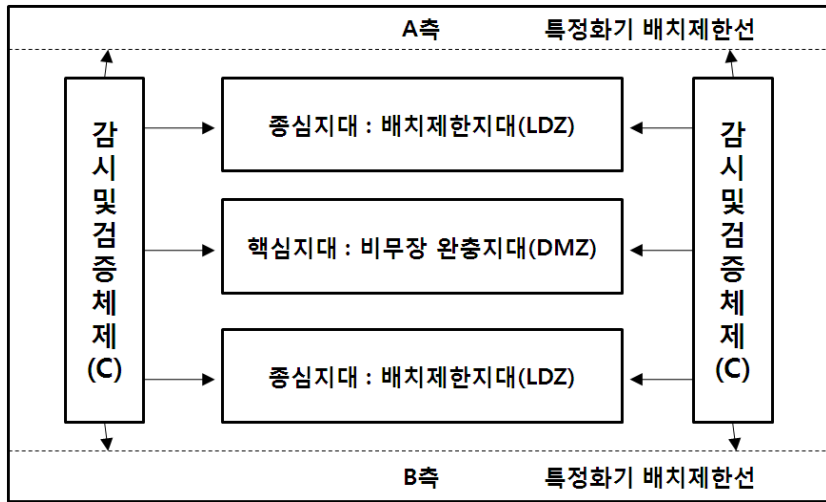 A측 특정화기 배치제한선
감시및검증체제(C)
종심지대 : 배치제한지대(LDZ)
핵심지대 : 비무장 완충지대(DMZ)
종심지대 : 배치제한지대(LDZ)
감시및검증체제(C)
B측 특정화기 배치제한선